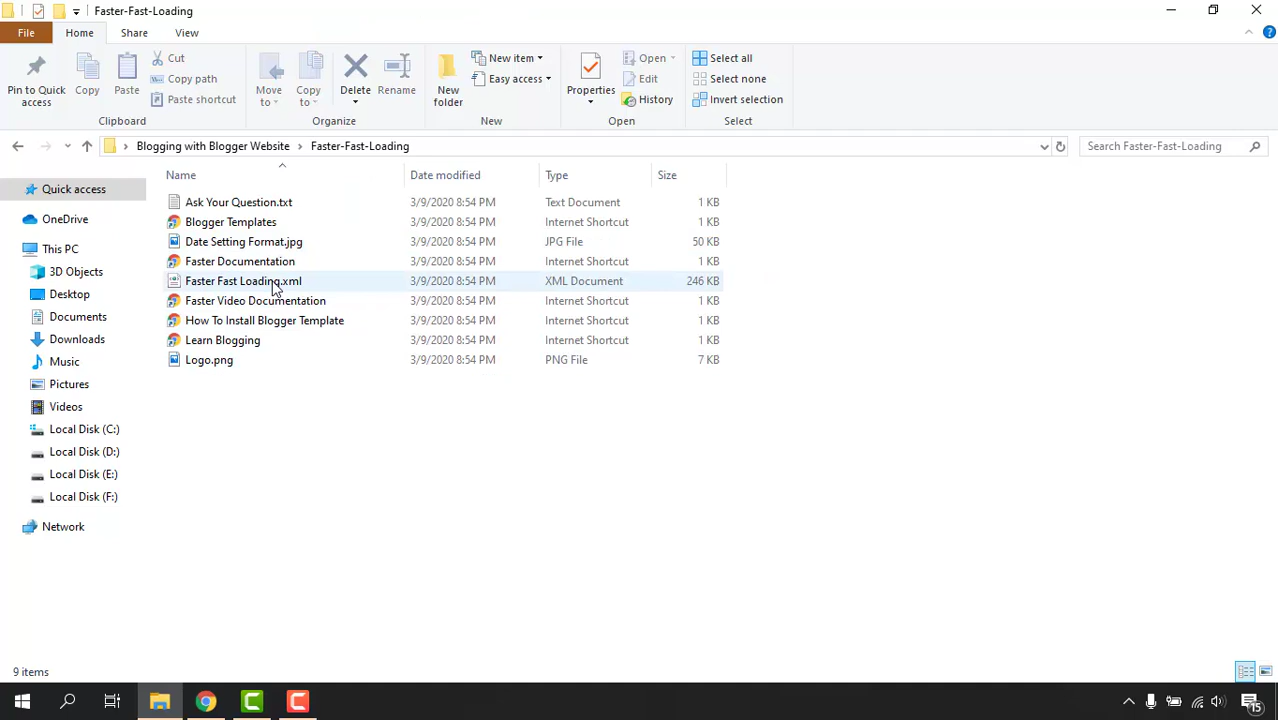 Faster-Fast-Loading
File Home Share View
Pin to Quick access
Copy
Paste
Cut
Copy path
Paste shortcut
Clipboard
Move to
Copy to
Delete
Rename
Organize
New folder
New item
Easy access
New
Properties
Open
Edit
History
Open
Select all
Select none
Invert selection
Select
Blogging with Blogger Website Faster-Fast-Loading
Search Faster-Fast-Loading
Name Date modified Type Size
Ask Your Question.txt 3/9/2020 8:54 PM Text Document 1 KB
Blogger Templates 3/9/2020 8:54 PM Internet Shortcut 1 KB
Date Setting Format.jpg 3/9/2020 8:54 PM JPG File 50 KB
Faster Documentation 3/9/2020 8:54 PM Internet Shortcut 1 KB
Faster Fast Loading.xml 3/9/2020 8:54 PM XML Document 246 KB
Faster Video Documentation 3/9/2020 8:54 PM Internet Shortcut 1 KB
How To Install Blogger Template 3/9/2020 8:54 PM Internet Shortcut 1 KB
Learn Blogging 3/9/2020 8:54 PM Internet Shortcut 1 KB
Logo.png 3/9/2020 8:54 PM PNG File 7 KB
Quick access
OneDrive
This PC
3D Objects
Desktop
Documents
Downloads
Music
Pictures
Videos
Local Disk (C:)
Local Disk (D:)
Local Disk (E:)
Local Disk (F:)
Network
9 items
15